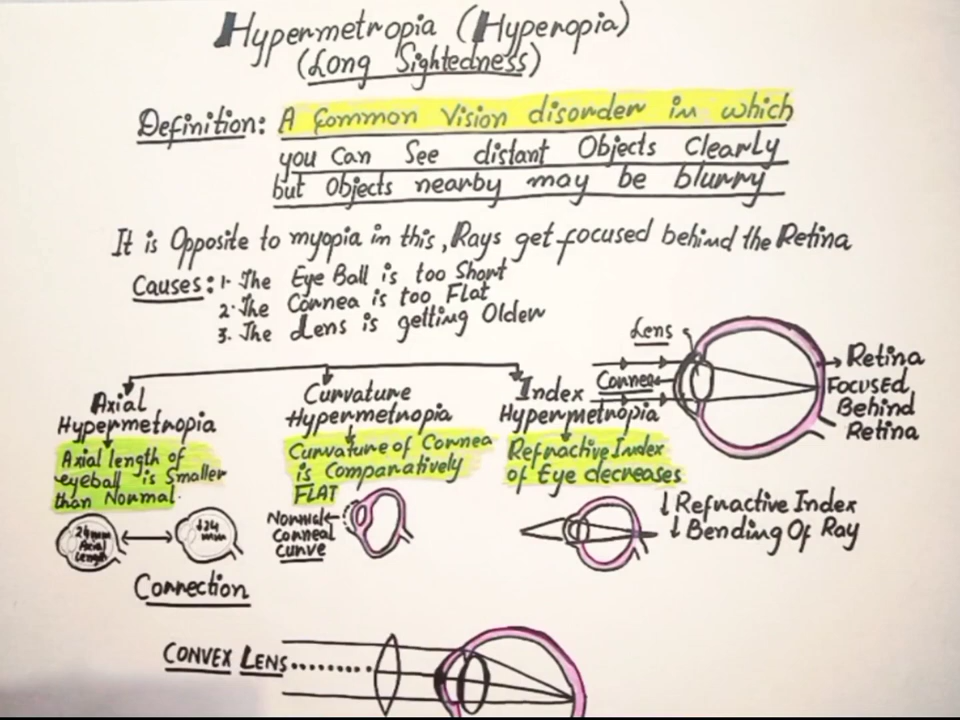 Hypermetropia (Hyperopia)
(Long Sightedness)
Definition: A Common Vision disorder in which
you Can See distant Objects Clearly
but Objects nearby may be blurry
It is Opposite to myopia in this, Rays get focused behind the Retina
Causes: 1. The Eye Ball is too Short
2. The Cornea is too Flat
3. The Lens is getting Older
Lens
Cornea
Retina
Focused
Behind
Retina
Axial
Hypermetropia
Axial length of
eyeball is Smaller
than Normal.
24mm
Axial
Length
↓24
mm
Curvature
Hypermetropia
Curvature of Cornea
is Comparatively
FLAT
Normal
Corneal
Curve
Index
Hypermetropia
Refractive Index
of Eye decreases
↓ Refractive Index
↓ Bending Of Ray
Correction
CONVEX LENS